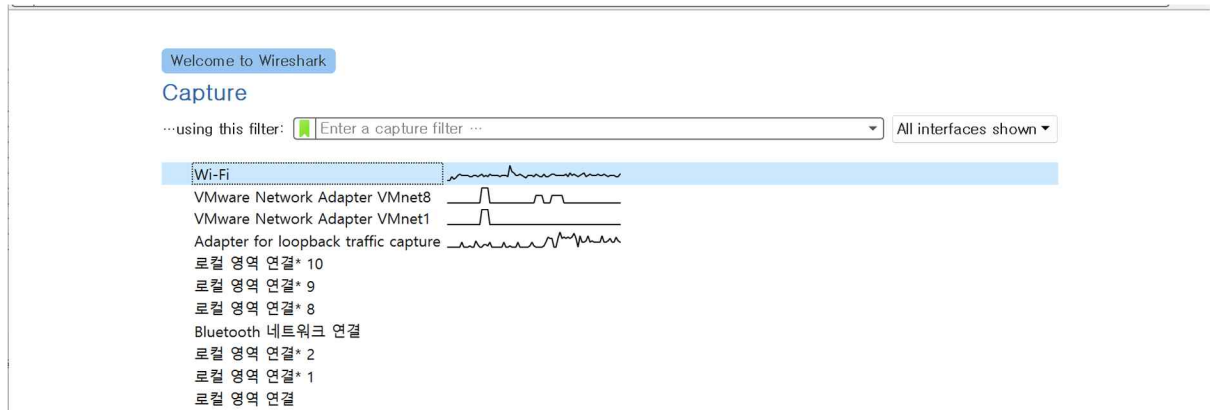 Welcome to Wireshark
Capture
…using this filter: Enter a capture filter … All interfaces shown
Wi-Fi
VMware Network Adapter VMnet8
VMware Network Adapter VMnet1
Adapter for loopback traffic capture
로컬 영역 연결* 10
로컬 영역 연결* 9
로컬 영역 연결* 8
Bluetooth 네트워크 연결
로컬 영역 연결* 2
로컬 영역 연결* 1
로컬 영역 연결